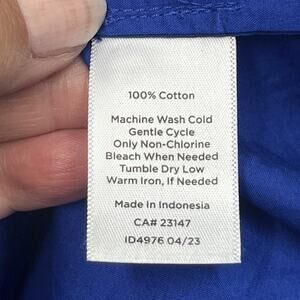 100% Cotton
Machine Wash Cold
Gentle Cycle
Only Non-Chlorine
Bleach When Needed
Tumble Dry Low
Warm Iron, If Needed
Made In Indonesia
CA# 23147
ID4976 04/23